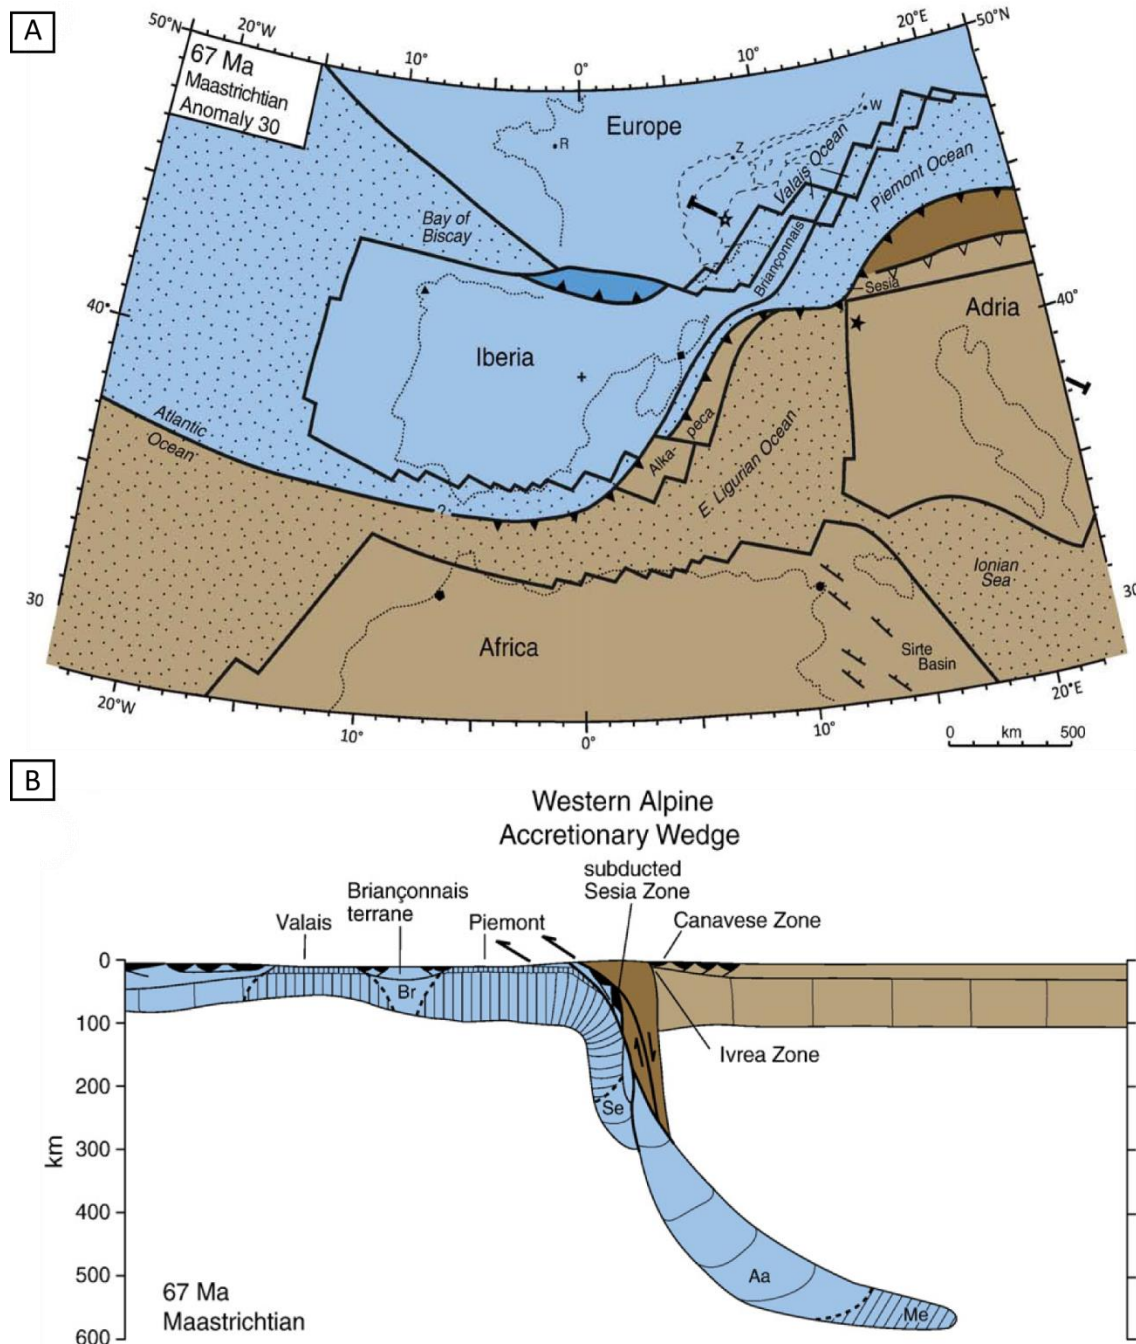 A
50°N
20°W
10°
0°
10°
20°E
50°N
67 Ma
Maastrichtian
Anomaly 30
Europe
R
Z
W
Valais Ocean
Piemont Ocean
Bay of
Biscay
Briançonnais
Sesia
40°
40°
Adria
Iberia
Atlantic
Ocean
Alka-
peca
E. Ligurian Ocean
?
Ionian
Sea
30
30
Africa
Sirte
Basin
20°W
10°
0°
10°
20°E
0 km 500
B
Western Alpine
Accretionary Wedge
subducted
Sesia Zone
Briançonnais
terrane
Valais
Piemont
Canavese Zone
0
Br
100
Ivrea Zone
200
Se
300
km
400
500
Aa
Me
600
67 Ma
Maastrichtian